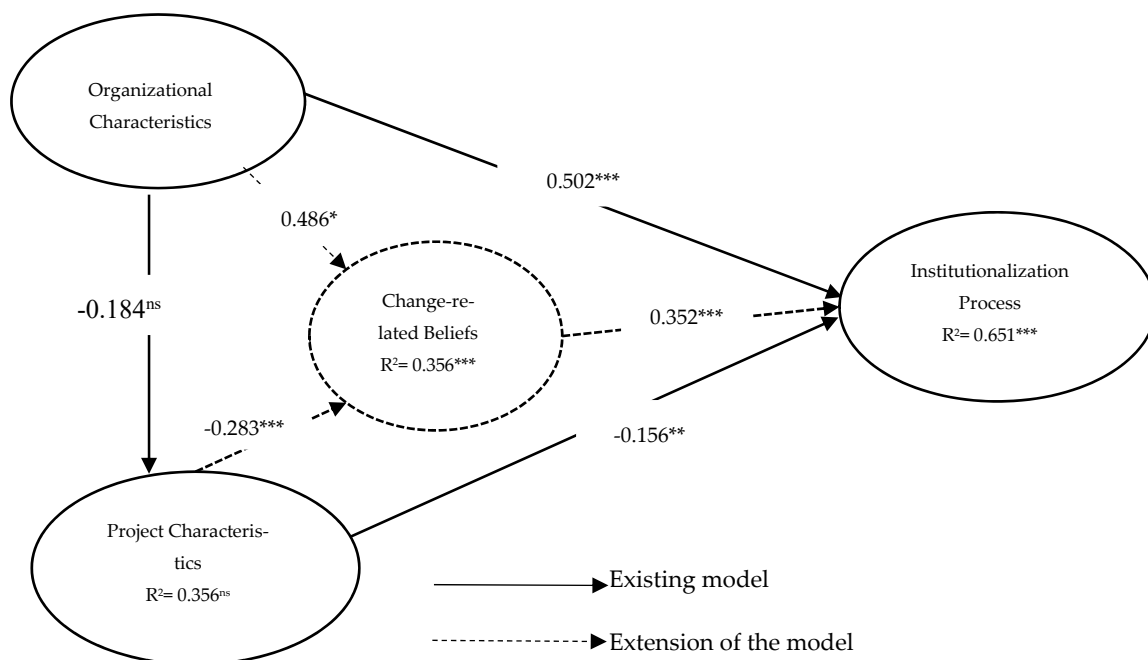 Organizational
Characteristics
0.502***
0.486*
Institutionalization
Process
R²= 0.651***
Change-re-
lated Beliefs
R²= 0.356***
0.352***
-0.184ⁿˢ
-0.283***
-0.156**
Project Characteris-
tics
R²= 0.356ⁿˢ
Existing model
Extension of the model